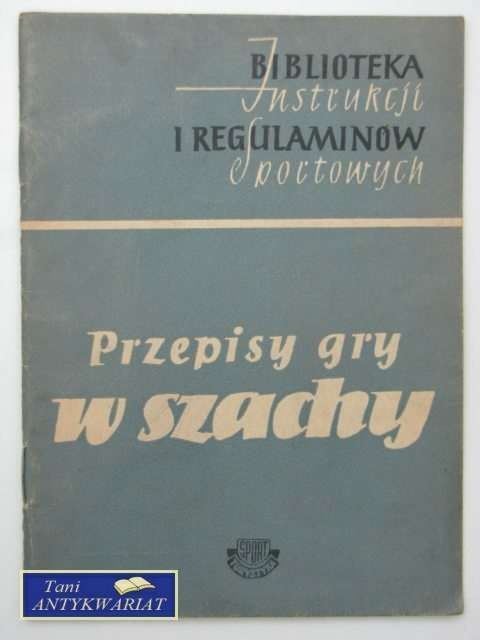 BIBLIOTEKA
Instrukcji
I REGULAMINÓW
Sportowych
Przepisy gry
w szachy
SPORT
Tani
ANTYKWARIAT